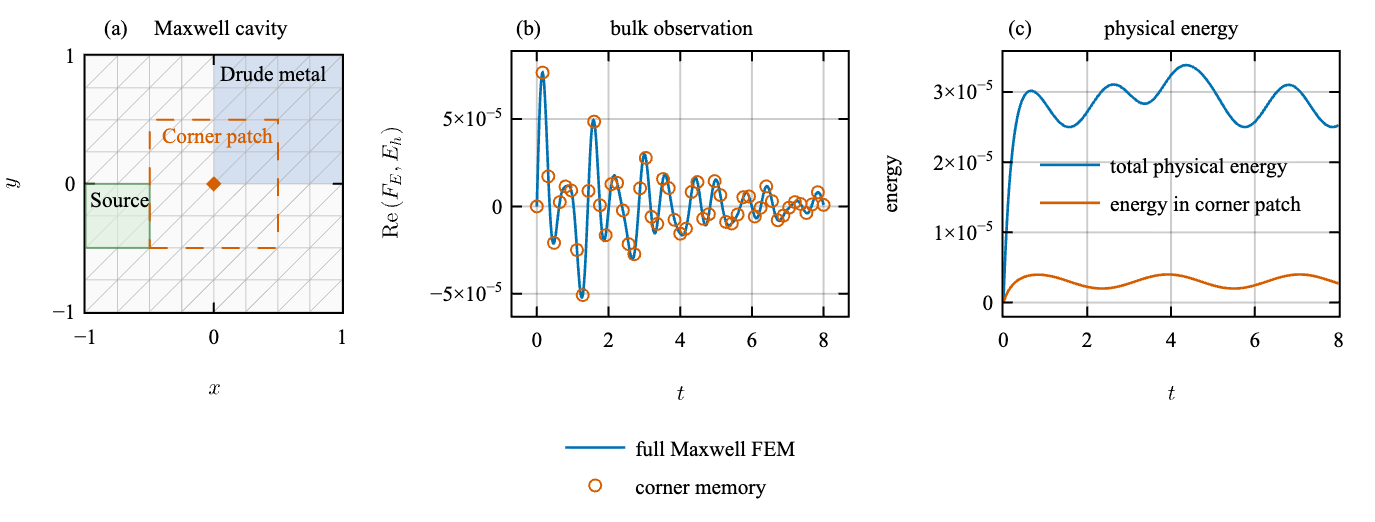 (a) Maxwell cavity
1
Drude metal
Corner patch
0
Source
−1
−1 0 1
x
y
(b) bulk observation
5×10⁻⁵
0
−5×10⁻⁵
0 2 4 6 8
t
Re (F_E, E_h)
full Maxwell FEM
corner memory
(c) physical energy
3×10⁻⁵
2×10⁻⁵
1×10⁻⁵
0
total physical energy
energy in corner patch
0 2 4 6 8
t
energy